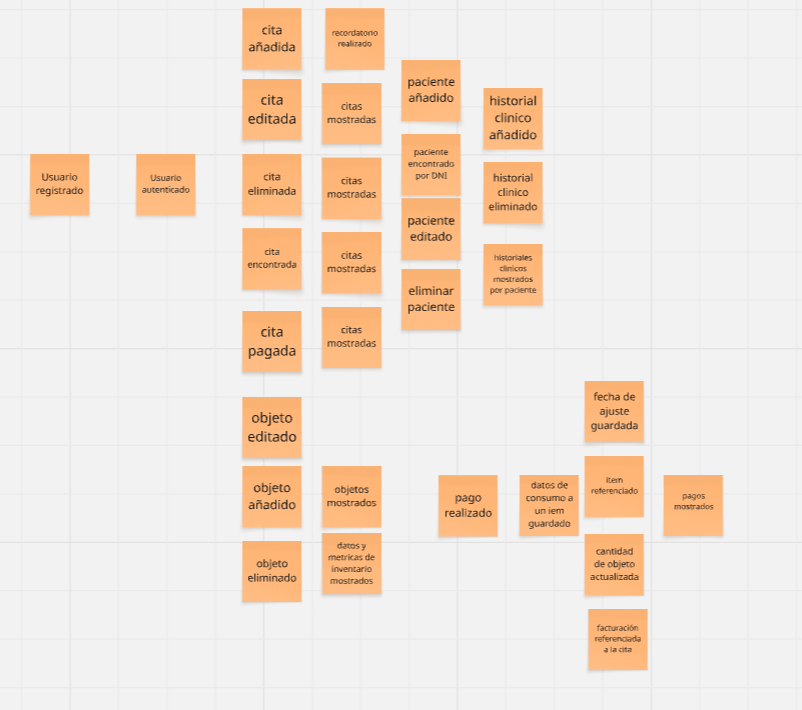 cita
añadida
recordatorio
realizado
paciente
añadido
cita
editada
citas
mostradas
historial
clinico
añadido
Usuario
registrado
Usuario
autenticado
cita
eliminada
citas
mostradas
paciente
encontrado
por DNI
historial
clinico
eliminado
paciente
editado
cita
encontrada
citas
mostradas
historiales
clinicos
mostrados
por paciente
eliminar
paciente
cita
pagada
citas
mostradas
fecha de
ajuste
guardada
objeto
editado
objeto
añadido
objetos
mostrados
pago
realizado
datos de
consumo a
un iem
guardado
Item
referenciado
pagos
mostrados
objeto
eliminado
datos y
metricas de
inventario
mostrados
cantidad
de objeto
actualizada
facturación
referenciada
a la cita